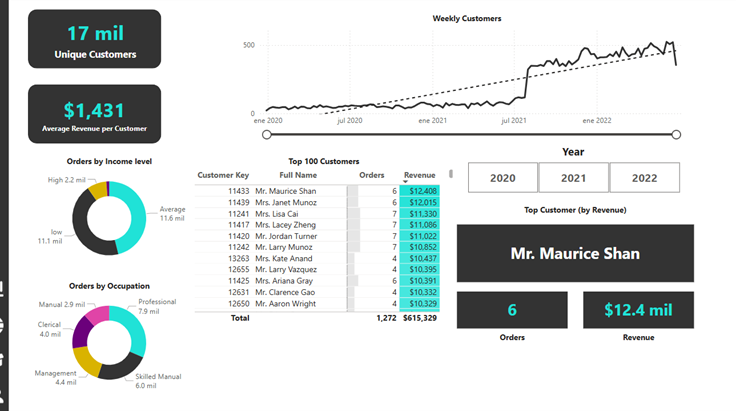 17 mil
Unique Customers
$1,431
Average Revenue per Customer
Weekly Customers
500
0
ene 2020
jul 2020
ene 2021
jul 2021
ene 2022
Orders by Income level
High 2.2 mil
Average
11.6 mil
low
11.1 mil
Orders by Occupation
Manual 2.9 mil
Professional
7.9 mil
Clerical
4.0 mil
Management
4.4 mil
Skilled Manual
6.0 mil
Top 100 Customers
Customer Key Full Name Orders Revenue
11433 Mr. Maurice Shan 6 $12,408
11439 Mrs. Janet Munoz 6 $12,015
11241 Mrs. Lisa Cai 7 $11,330
11417 Mrs. Lacey Zheng 7 $11,086
11420 Mr. Jordan Turner 7 $11,022
11242 Mr. Larry Munoz 7 $10,852
13263 Mrs. Kate Anand 4 $10,437
12655 Mr. Larry Vazquez 4 $10,395
11425 Mrs. Ariana Gray 6 $10,391
12631 Mr. Clarence Gao 4 $10,332
12650 Mr. Aaron Wright 4 $10,329
Total 1,272 $615,329
Year
2020 2021 2022
Top Customer (by Revenue)
Mr. Maurice Shan
6
Orders
$12.4 mil
Revenue